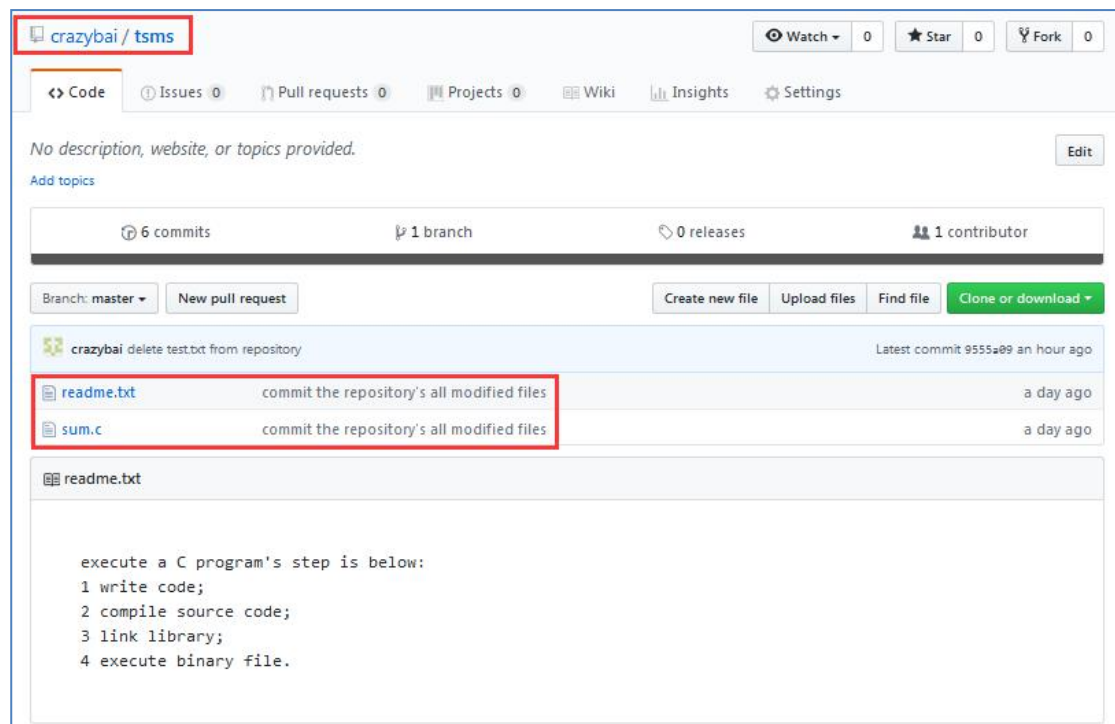 crazybai / tsms
Watch 0 Star 0 Fork 0
Code Issues 0 Pull requests 0 Projects 0 Wiki Insights Settings
No description, website, or topics provided. Edit
Add topics
6 commits 1 branch 0 releases 1 contributor
Branch: master New pull request Create new file Upload files Find file Clone or download
crazybai delete test.txt from repository Latest commit 9555a09 an hour ago
readme.txt commit the repository's all modified files a day ago
sum.c commit the repository's all modified files a day ago
readme.txt
execute a C program's step is below:
1 write code;
2 compile source code;
3 link library;
4 execute binary file.